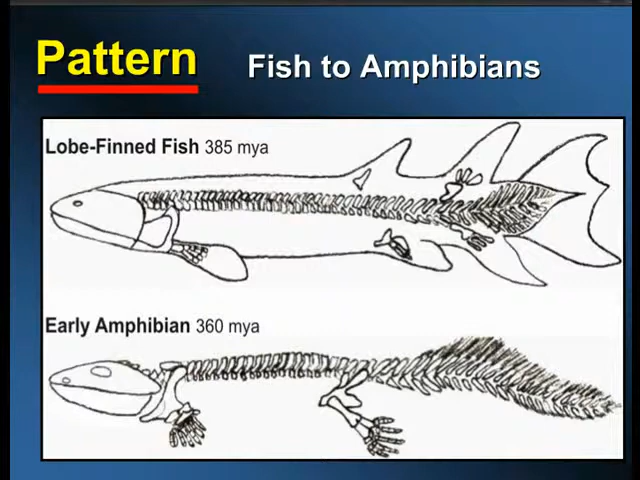 Pattern
Fish to Amphibians
Lobe-Finned Fish 385 mya
Early Amphibian 360 mya